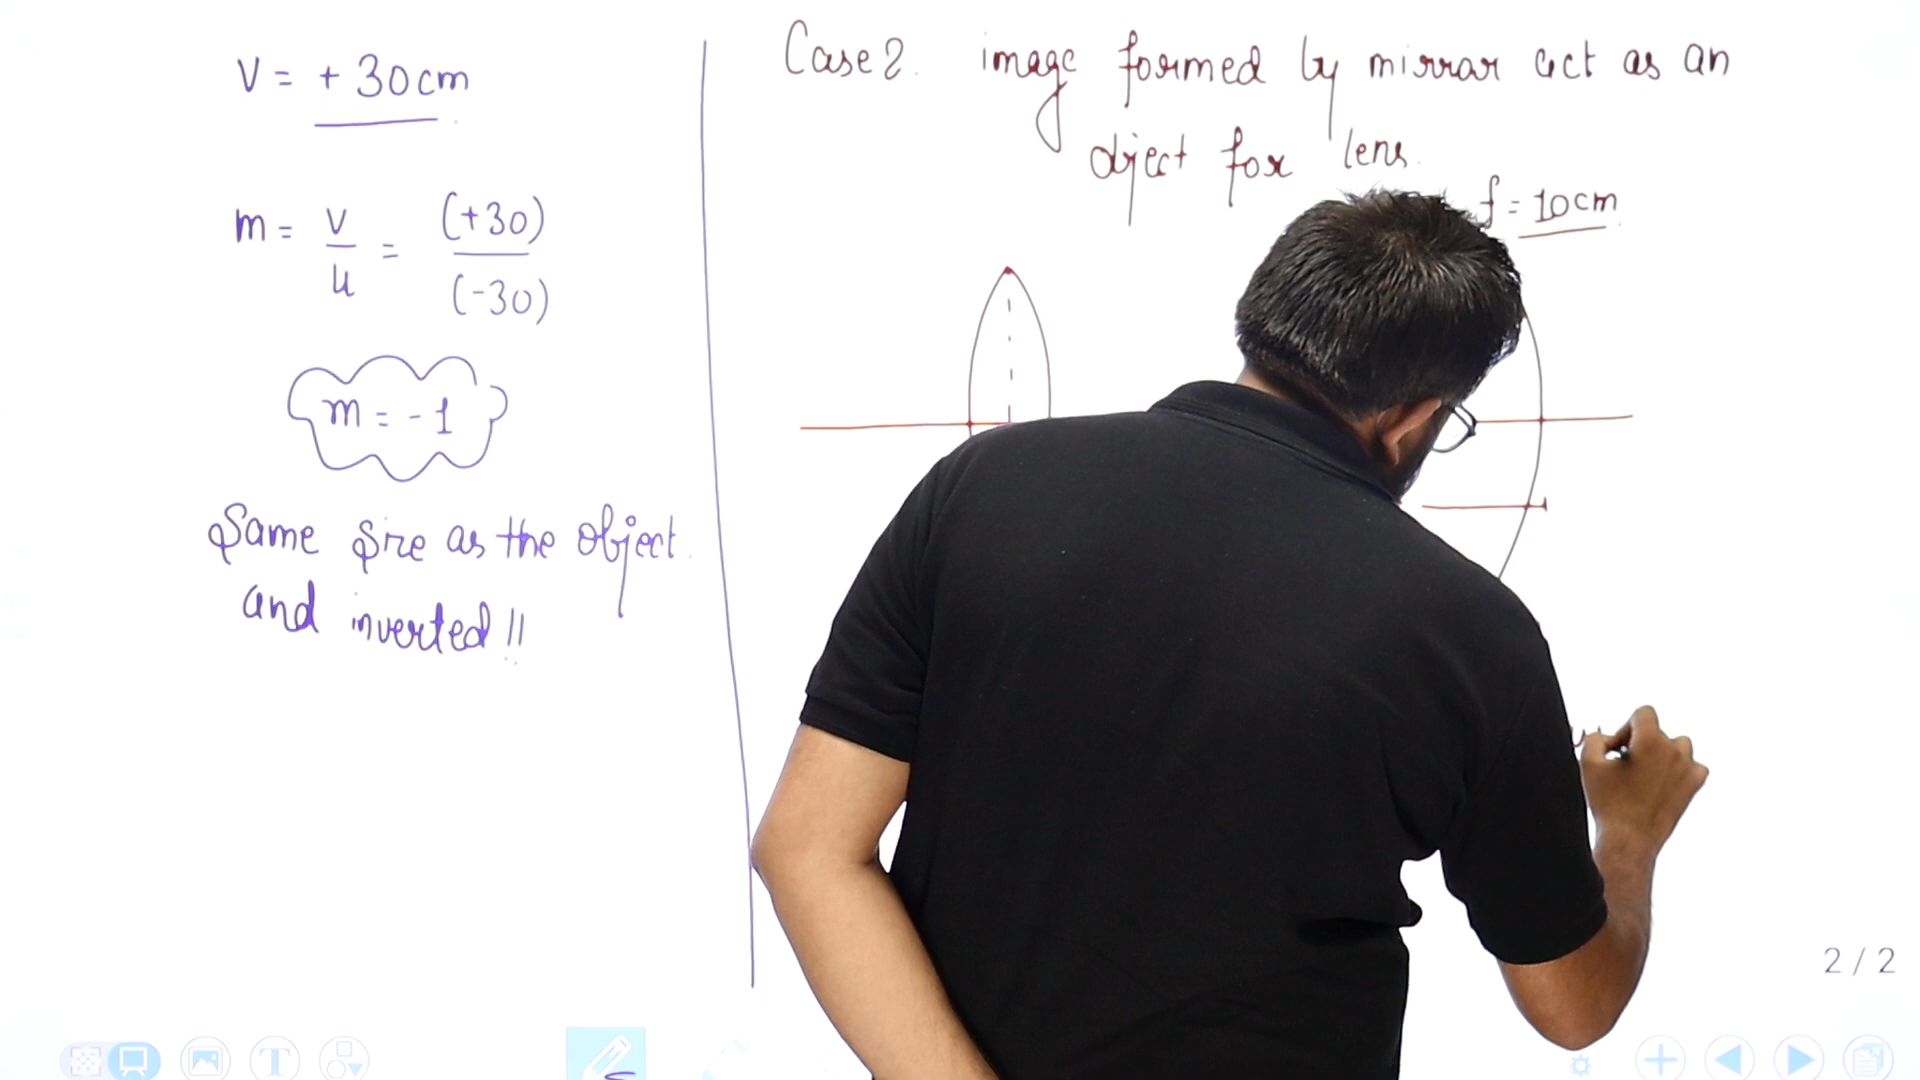 V = + 30cm
m = v/u = (+30)/(-30)
m = - 1
Same size as the object.
and inverted !!
Case 2. image formed by mirror act as an
object for lens.
f = 10cm
2 / 2
T